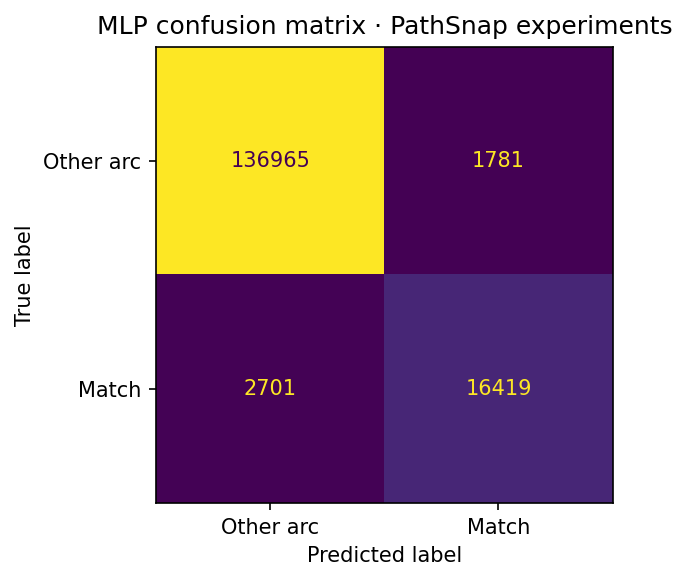 MLP confusion matrix · PathSnap experiments
True label
Other arc
136965
1781
Match
2701
16419
Other arc
Match
Predicted label